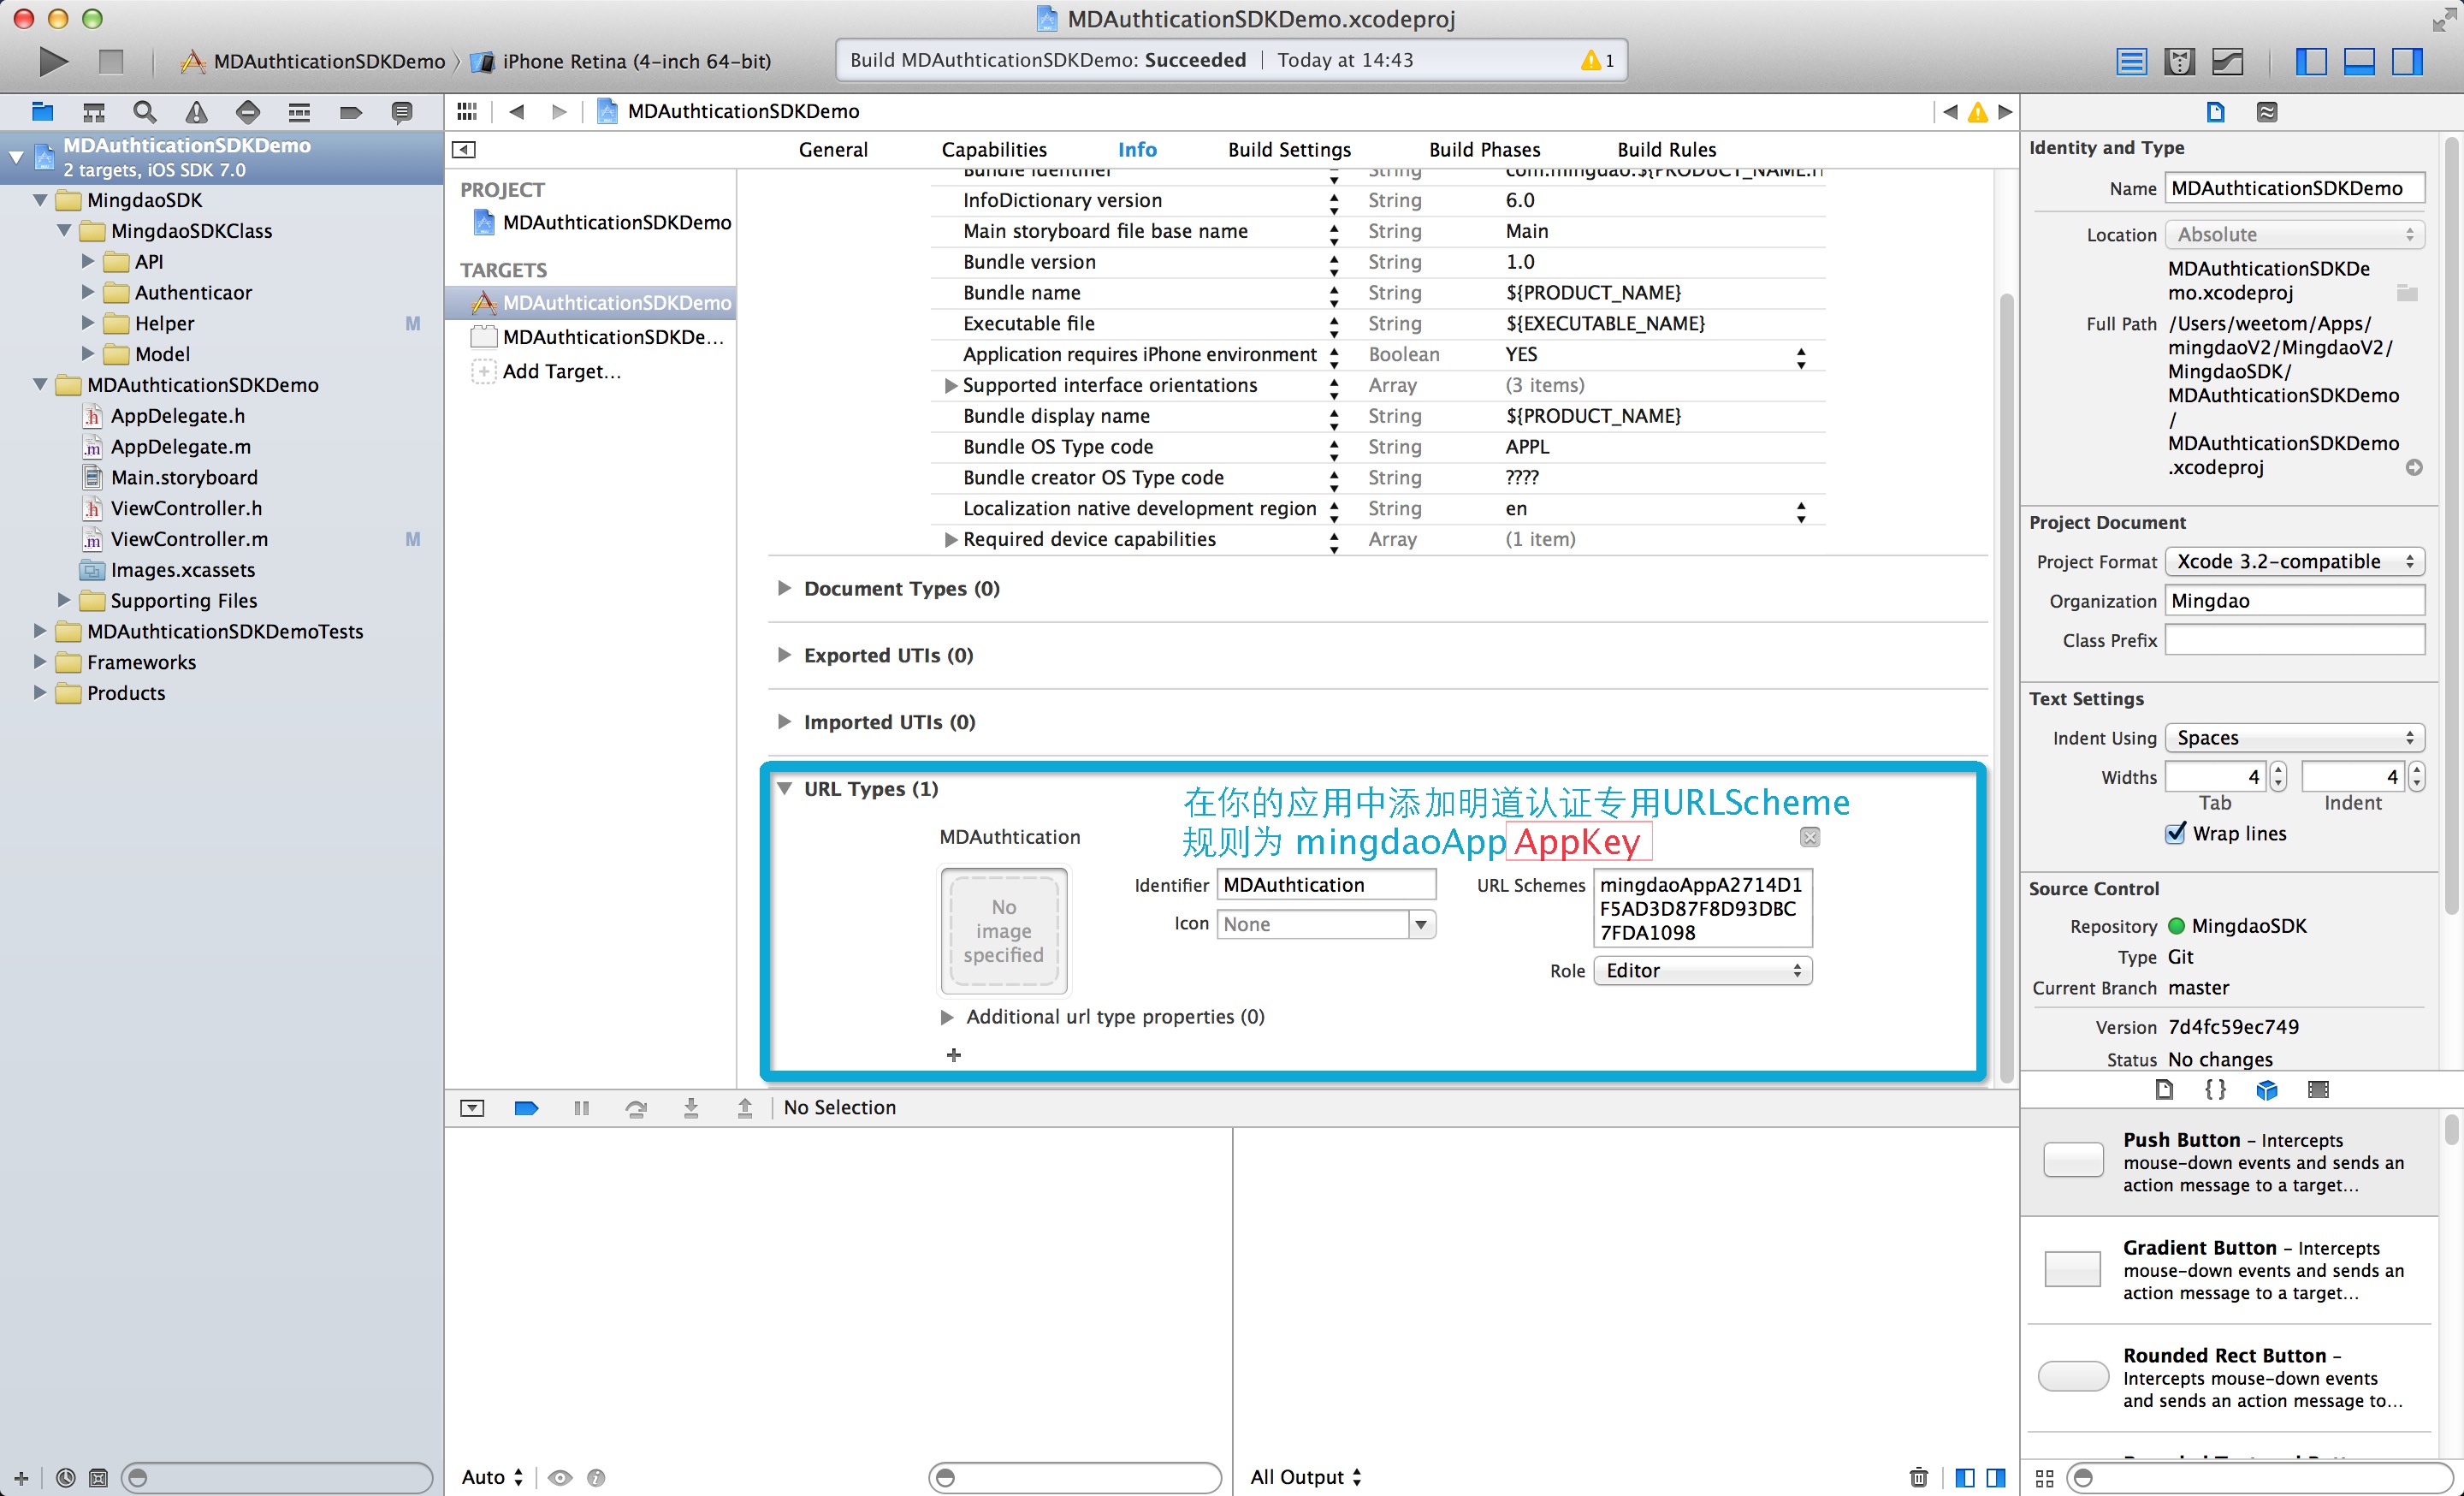 MDAuthticationSDKDemo.xcodeproj
MDAuthticationSDKDemo
iPhone Retina (4-inch 64-bit)
Build MDAuthticationSDKDemo: Succeeded
Today at 14:43
1
MDAuthticationSDKDemo
2 targets, iOS SDK 7.0
MingdaoSDK
MingdaoSDKClass
API
Authenticaor
Helper
M
Model
MDAuthticationSDKDemo
AppDelegate.h
AppDelegate.m
Main.storyboard
ViewController.h
ViewController.m
M
Images.xcassets
Supporting Files
MDAuthticationSDKDemoTests
Frameworks
Products
MDAuthticationSDKDemo
General
Capabilities
Info
Build Settings
Build Phases
Build Rules
PROJECT
MDAuthticationSDKDemo
TARGETS
MDAuthticationSDKDemo
MDAuthticationSDKDe...
Add Target...
Bundle identifier String com.mingdao.${PRODUCT_NAME:r
InfoDictionary version String 6.0
Main storyboard file base name String Main
Bundle version String 1.0
Bundle name String ${PRODUCT_NAME}
Executable file String ${EXECUTABLE_NAME}
Application requires iPhone environment Boolean YES
Supported interface orientations Array (3 items)
Bundle display name String ${PRODUCT_NAME}
Bundle OS Type code String APPL
Bundle creator OS Type code String ????
Localization native development region String en
Required device capabilities Array (1 item)
Document Types (0)
Exported UTIs (0)
Imported UTIs (0)
URL Types (1)
在你的应用中添加明道认证专用URLScheme
规则为 mingdaoApp AppKey
MDAuthtication
No
image
specified
Identifier MDAuthtication
Icon None
URL Schemes mingdaoAppA2714D1
F5AD3D87F8D93DBC
7FDA1098
Role Editor
Additional url type properties (0)
No Selection
Auto
All Output
Identity and Type
Name MDAuthticationSDKDemo
Location Absolute
MDAuthticationSDKDe
mo.xcodeproj
Full Path /Users/weetom/Apps/
mingdaoV2/MingdaoV2/
MingdaoSDK/
MDAuthticationSDKDemo
/
MDAuthticationSDKDemo
.xcodeproj
Project Document
Project Format Xcode 3.2-compatible
Organization Mingdao
Class Prefix
Text Settings
Indent Using Spaces
Widths 4 4
Tab Indent
Wrap lines
Source Control
Repository MingdaoSDK
Type Git
Current Branch master
Version 7d4fc59ec749
Status No changes
{ }
Push Button – Intercepts
mouse-down events and sends an
action message to a target...
Gradient Button – Intercepts
mouse-down events and sends an
action message to a target...
Rounded Rect Button –
Intercepts mouse-down events
and sends an action message to...